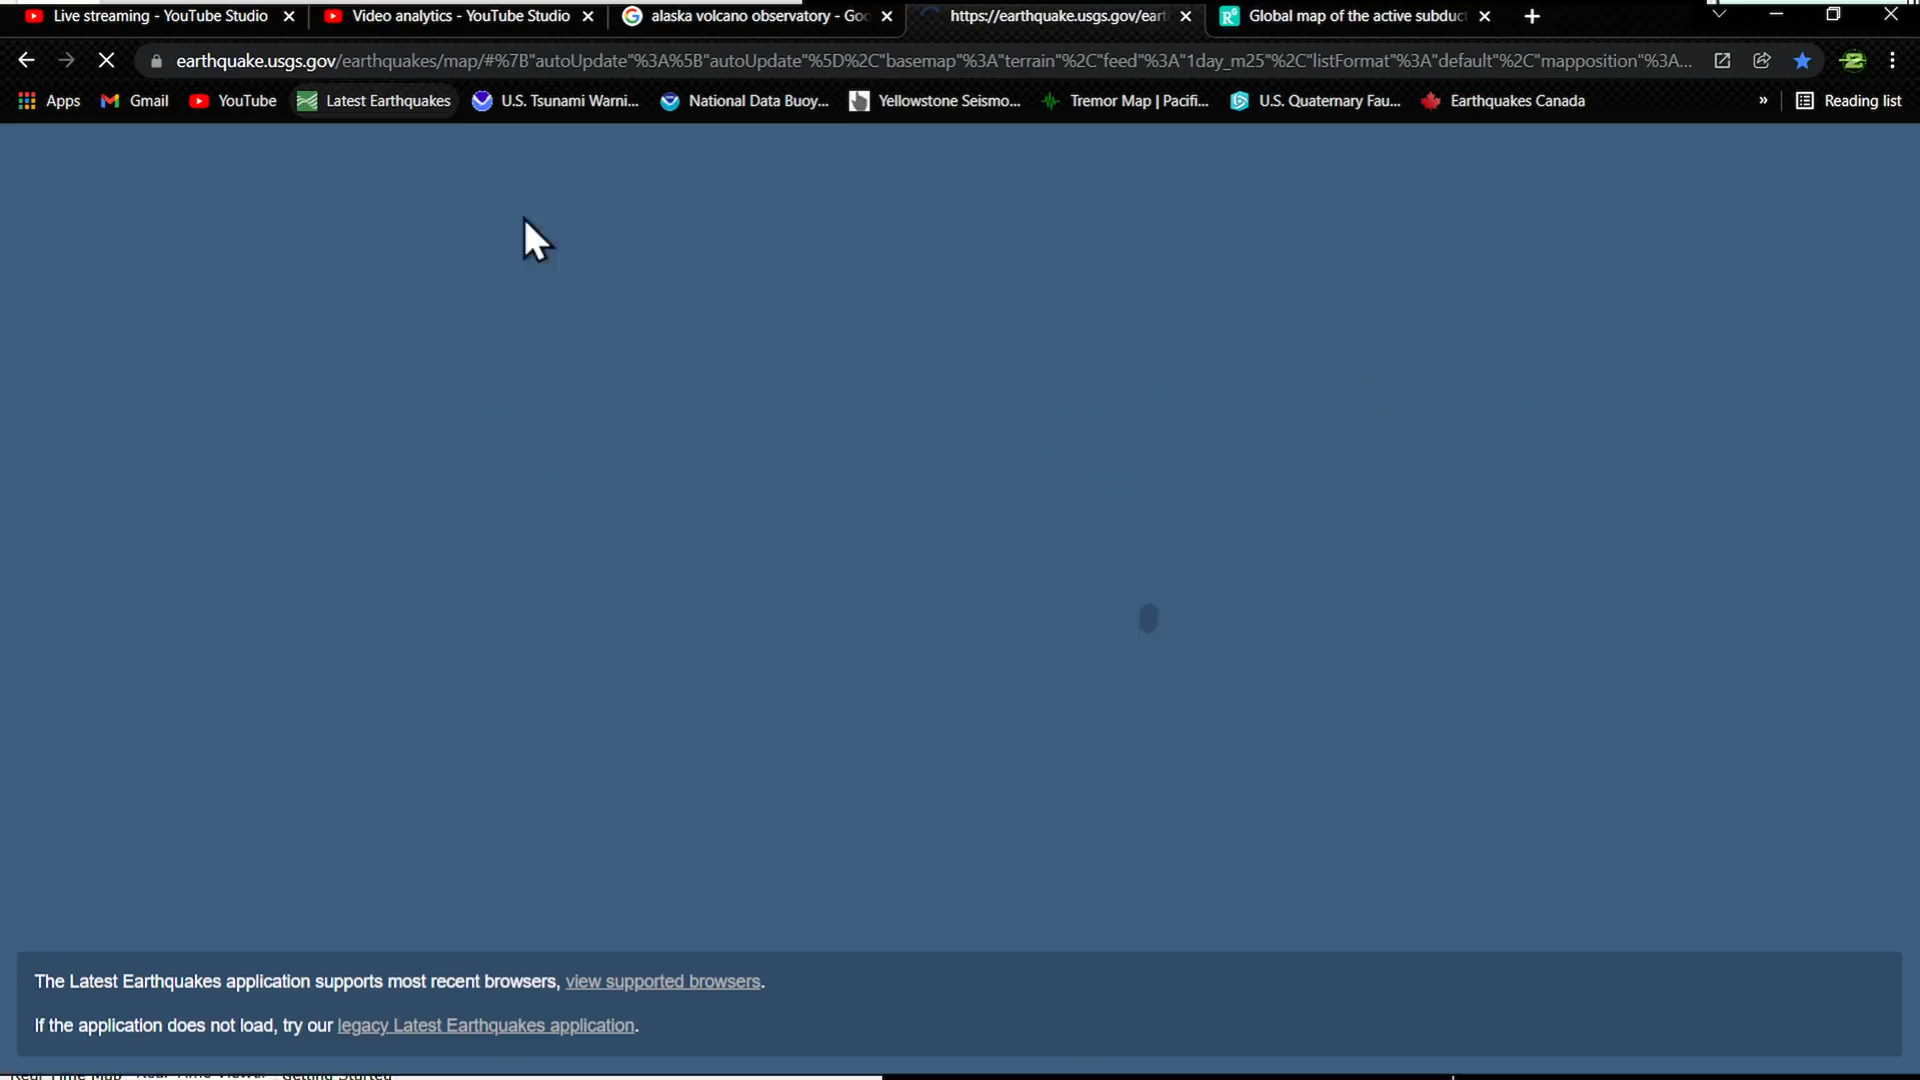 Live streaming - YouTube Studio
Video analytics - YouTube Studio
alaska volcano observatory - Goo
https://earthquake.usgs.gov/eart
Global map of the active subduct
earthquake.usgs.gov/earthquakes/map/#%7B"autoUpdate"%3A%5B"autoUpdate"%5D%2C"basemap"%3A"terrain"%2C"feed"%3A"1day_m25"%2C"listFormat"%3A"default"%2C"mapposition"%3A...
Apps
Gmail
YouTube
Latest Earthquakes
U.S. Tsunami Warni...
National Data Buoy...
Yellowstone Seismo...
Tremor Map | Pacifi...
U.S. Quaternary Fau...
Earthquakes Canada
»
Reading list
The Latest Earthquakes application supports most recent browsers, view supported browsers.
If the application does not load, try our legacy Latest Earthquakes application.